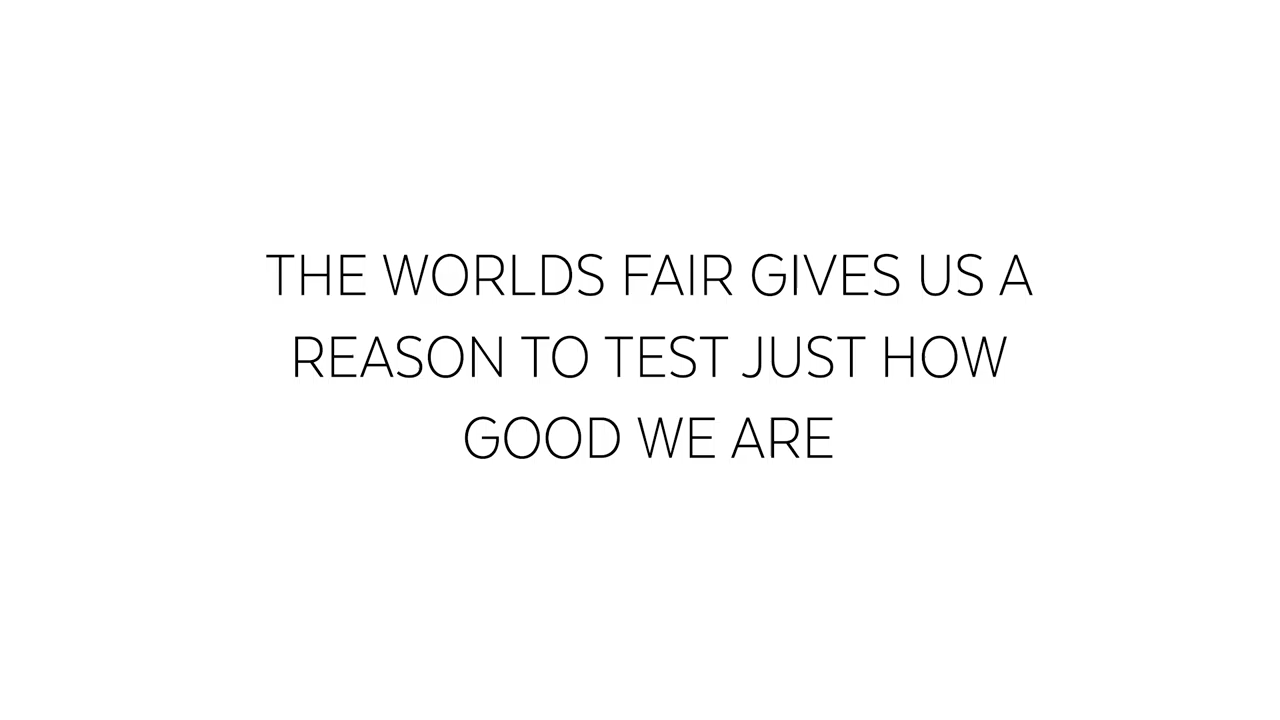 THE WORLDS FAIR GIVES US A
REASON TO TEST JUST HOW
GOOD WE ARE